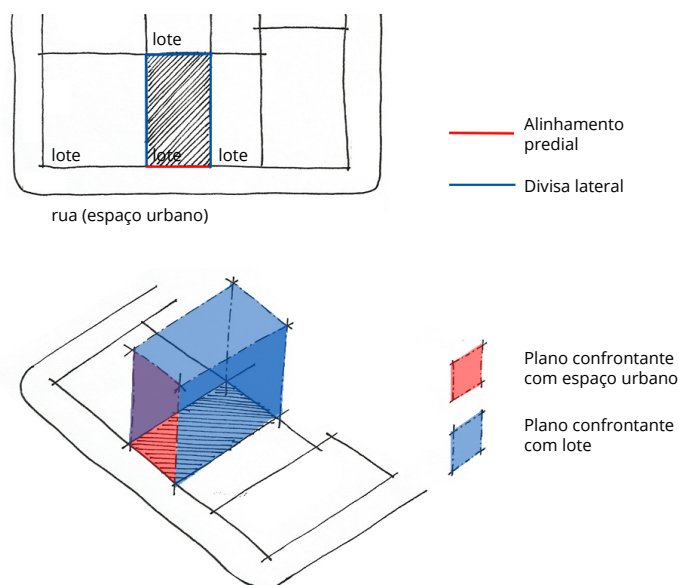 lote
lote
lote
lote
rua (espaço urbano)
Alinhamento
predial
Divisa lateral
Plano confrontante
com espaço urbano
Plano confrontante
com lote